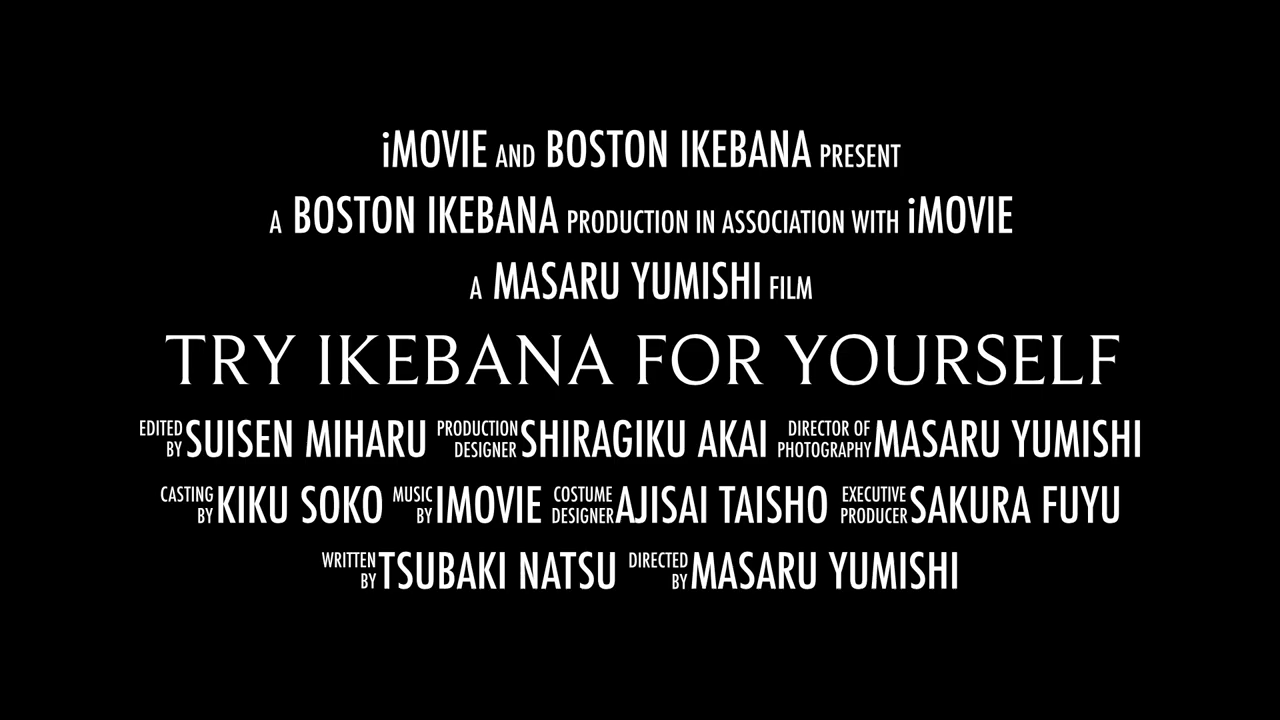 iMOVIE AND BOSTON IKEBANA PRESENT
A BOSTON IKEBANA PRODUCTION IN ASSOCIATION WITH iMOVIE
A MASARU YUMISHI FILM
TRY IKEBANA FOR YOURSELF
EDITED BY SUISEN MIHARU PRODUCTION DESIGNER SHIRAGIKU AKAI DIRECTOR OF PHOTOGRAPHY MASARU YUMISHI
CASTING BY KIKU SOKO MUSIC BY IMOVIE COSTUME DESIGNER AJISAI TAISHO EXECUTIVE PRODUCER SAKURA FUYU
WRITTEN BY TSUBAKI NATSU DIRECTED BY MASARU YUMISHI